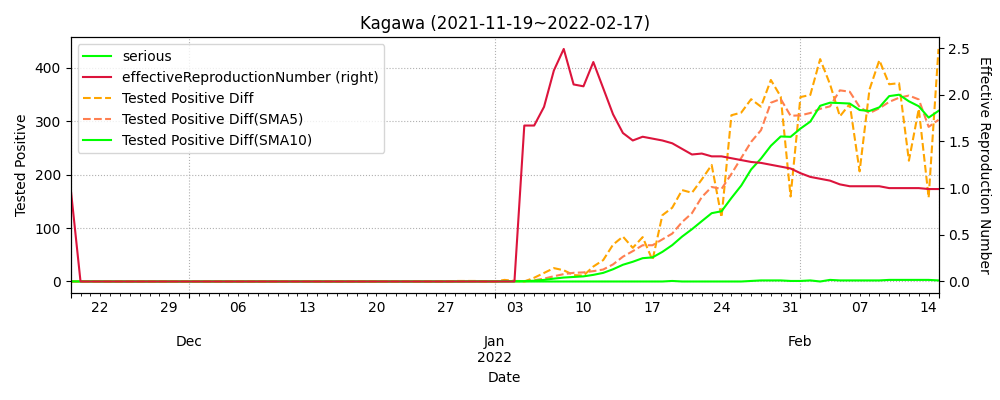 Kagawa (2021-11-19~2022-02-17)
serious
effectiveReproductionNumber (right)
Tested Positive Diff
Tested Positive Diff(SMA5)
Tested Positive Diff(SMA10)
Tested Positive
400
300
200
100
0
2.5
2.0
1.5
1.0
0.5
0.0
Effective Reproduction Number
22 29 06 13 20 27 03 10 17 24 31 07 14
Dec Jan Feb
2022
Date